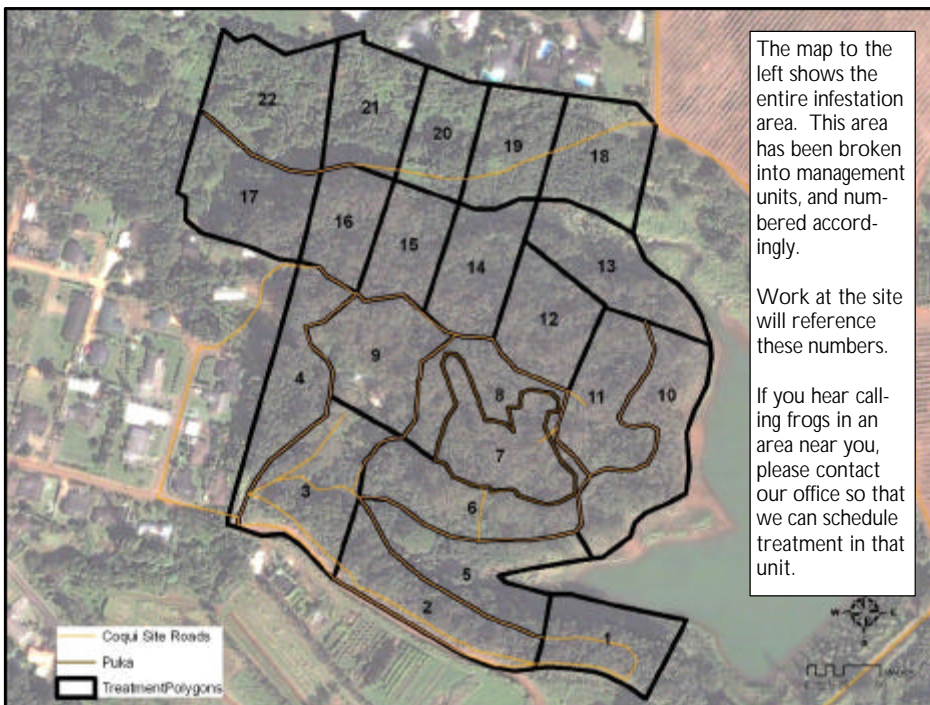 The map to the
left shows the
entire infestation
area. This area
has been broken
into management
units, and num-
bered accord-
ingly.
Work at the site
will reference
these numbers.
If you hear call-
ing frogs in an
area near you,
please contact
our office so that
we can schedule
treatment in that
unit.
22
21
20
19
18
17
16
15
14
13
12
11
10
9
8
7
4
3
6
5
2
1
Coqui Site Roads
Puka
TreatmentPolygons
W
E